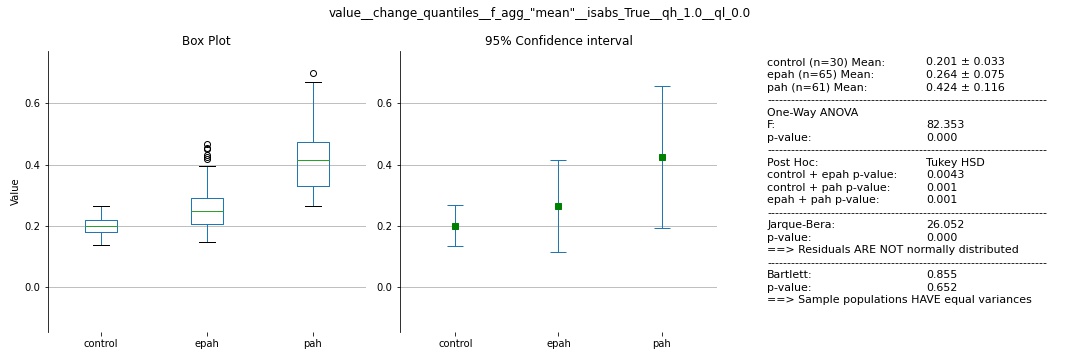 value__change_quantiles__f_agg_"mean"__isabs_True__qh_1.0__ql_0.0
Box Plot
Value
0.6
0.4
0.2
0.0
control epah pah
95% Confidence interval
0.6
0.4
0.2
0.0
control epah pah
control (n=30) Mean: 0.201 ± 0.033
epah (n=65) Mean: 0.264 ± 0.075
pah (n=61) Mean: 0.424 ± 0.116
One-Way ANOVA
F: 82.353
p-value: 0.000
Post Hoc: Tukey HSD
control + epah p-value: 0.0043
control + pah p-value: 0.001
epah + pah p-value: 0.001
Jarque-Bera: 26.052
p-value: 0.000
==> Residuals ARE NOT normally distributed
Bartlett: 0.855
p-value: 0.652
==> Sample populations HAVE equal variances